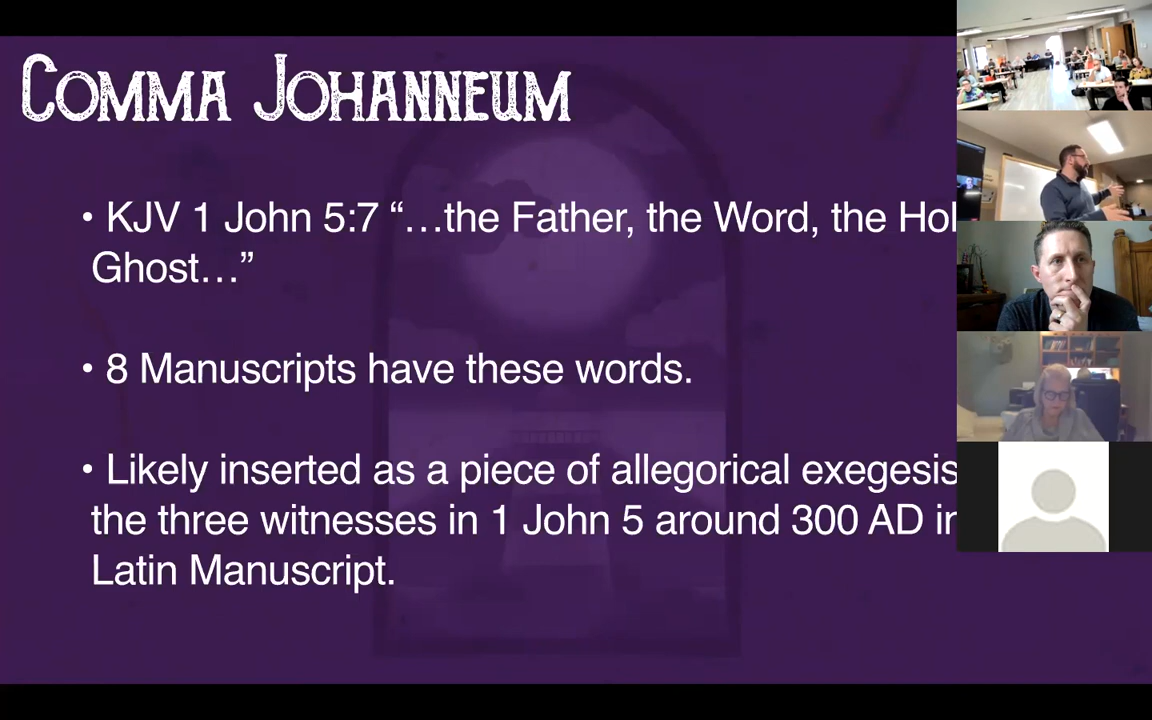 Comma Johanneum
• KJV 1 John 5:7 “…the Father, the Word, the Hol
Ghost…”
• 8 Manuscripts have these words.
• Likely inserted as a piece of allegorical exegesis
the three witnesses in 1 John 5 around 300 AD in
Latin Manuscript.